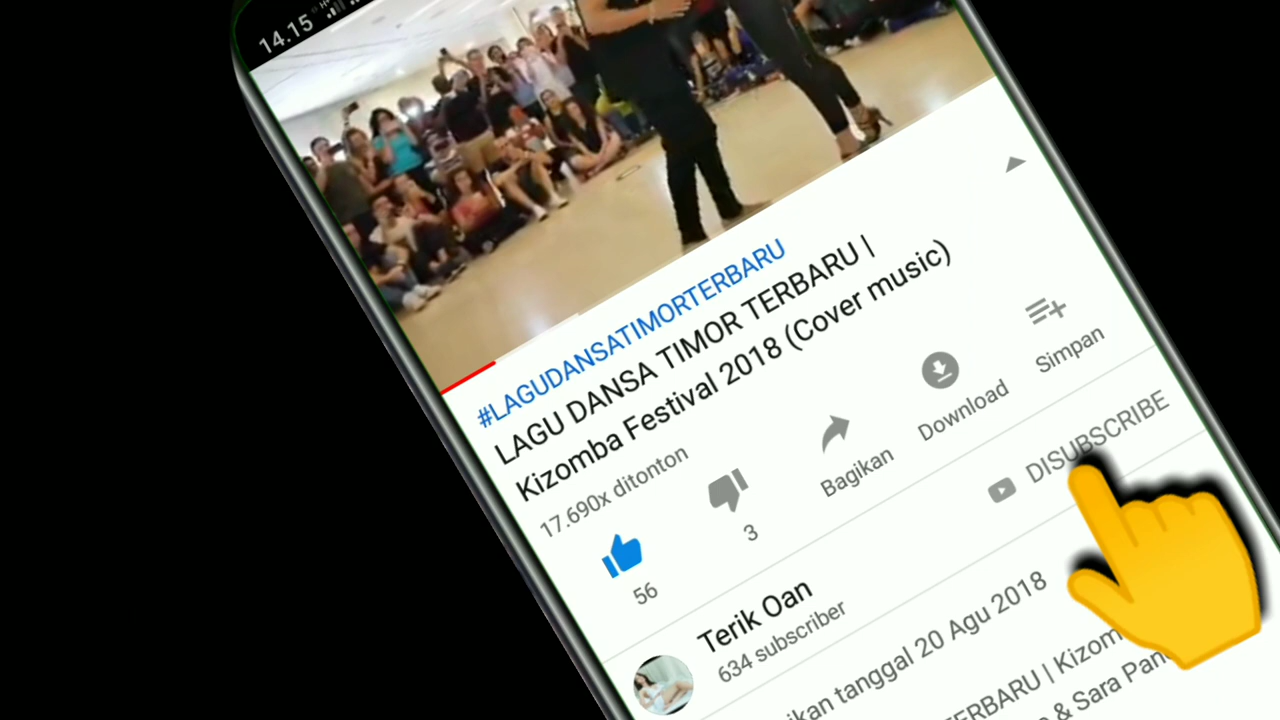 14.15
#LAGUDANSATIMORTERBARU
LAGU DANSA TIMOR TERBARU |
Kizomba Festival 2018 (Cover music)
17.690x ditonton
56
3
Bagikan
Download
Simpan
Terik Oan
634 subscriber
DISUBSCRIBE
ikan tanggal 20 Agu 2018
TERBARU | Kizom
& Sara Pan